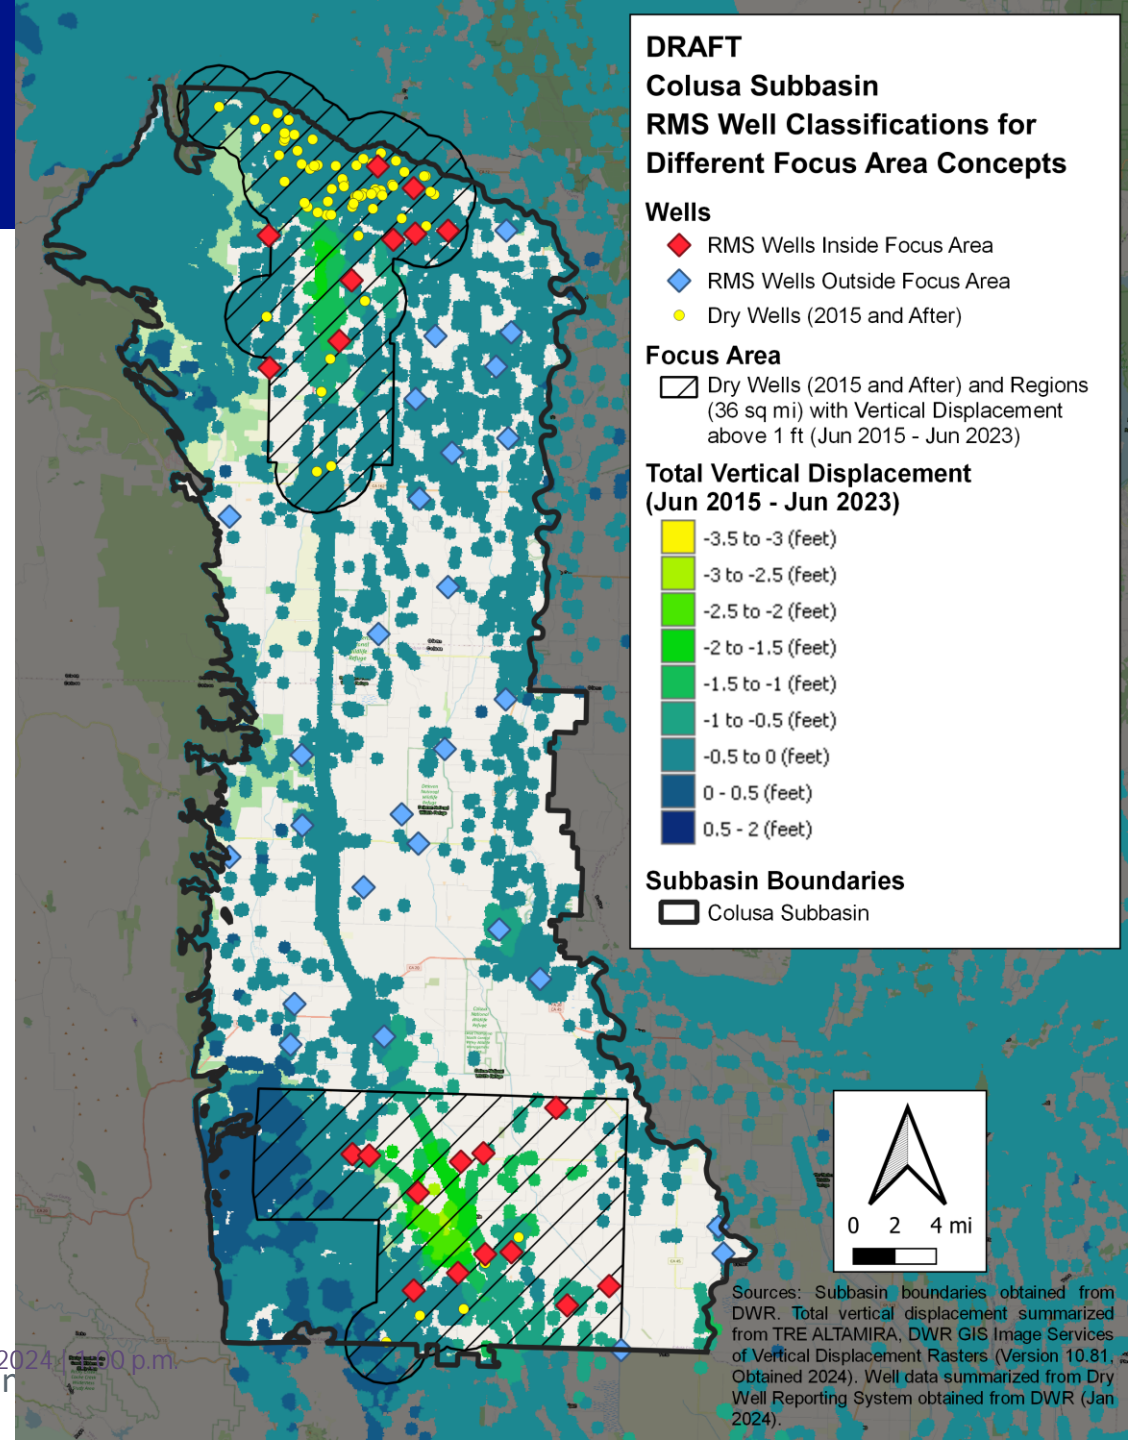 DRAFT
Colusa Subbasin
RMS Well Classifications for
Different Focus Area Concepts
Wells
RMS Wells Inside Focus Area
RMS Wells Outside Focus Area
Dry Wells (2015 and After)
Focus Area
Dry Wells (2015 and After) and Regions
(36 sq mi) with Vertical Displacement
above 1 ft (Jun 2015 - Jun 2023)
Total Vertical Displacement
(Jun 2015 - Jun 2023)
-3.5 to -3 (feet)
-3 to -2.5 (feet)
-2.5 to -2 (feet)
-2 to -1.5 (feet)
-1.5 to -1 (feet)
-1 to -0.5 (feet)
-0.5 to 0 (feet)
0 - 0.5 (feet)
0.5 - 2 (feet)
Subbasin Boundaries
Colusa Subbasin
0 2 4 mi
Sources: Subbasin boundaries obtained from
DWR. Total vertical displacement summarized
from TRE ALTAMIRA, DWR GIS Image Services
of Vertical Displacement Rasters (Version 10.81,
Obtained 2024). Well data summarized from Dry
Well Reporting System obtained from DWR (Jan
2024).
2024 | 1:00 p.m.